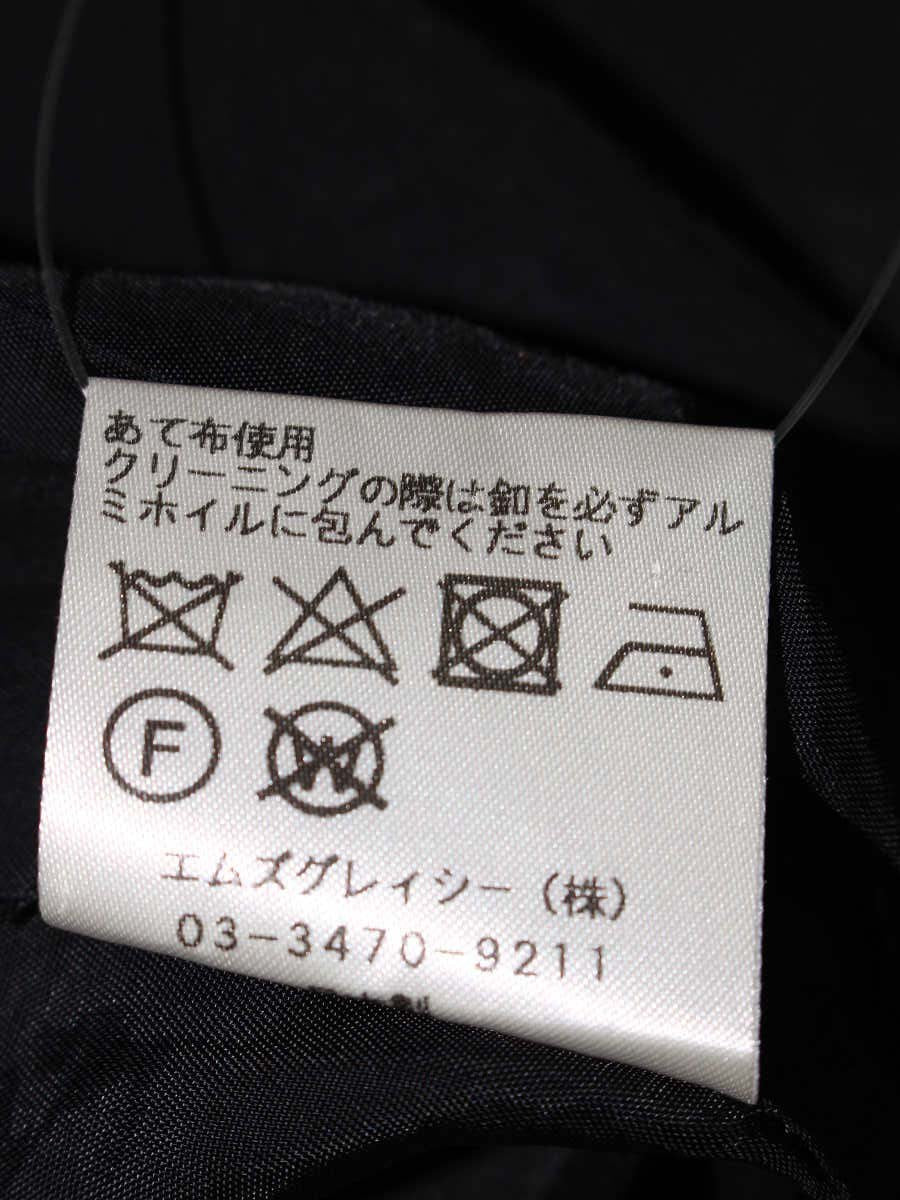 あて布使用
クリーニングの際は釦を必ずアル
ミホイルに包んでください
F
W
エムズグレイシー（株）
03-3470-9211